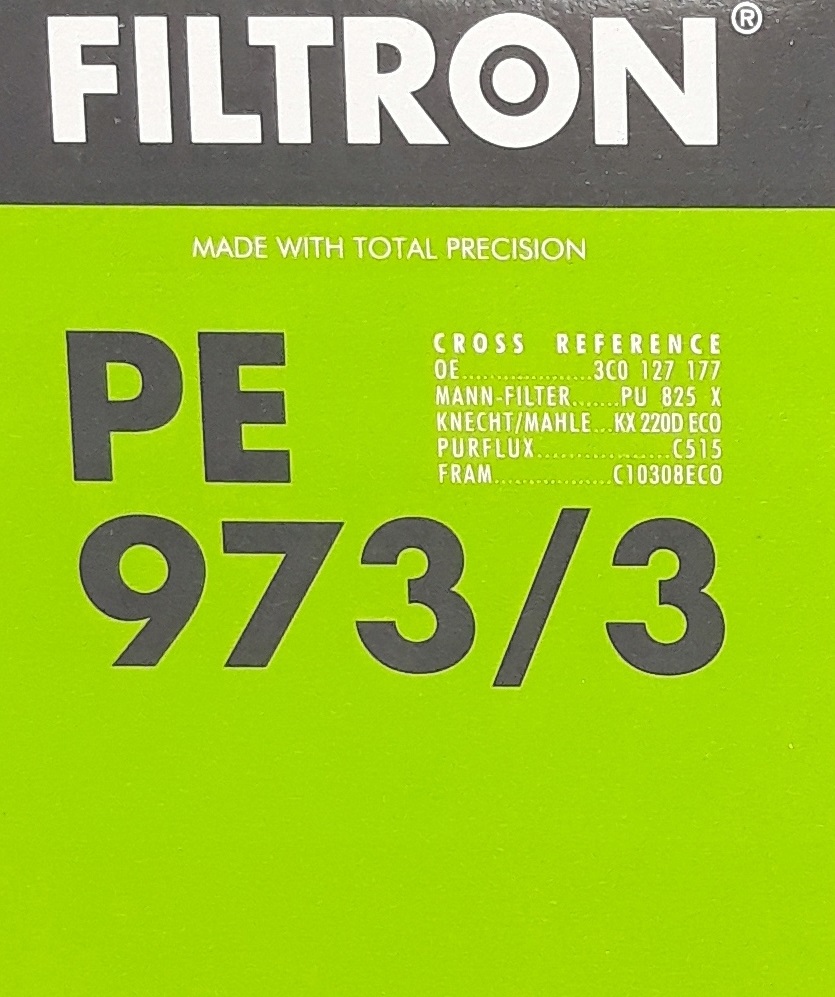 FILTRON®
MADE WITH TOTAL PRECISION
PE
973/3
CROSS REFERENCE
OE....................3C0 127 177
MANN-FILTER.......PU 825 X
KNECHT/MAHLE...KX 220D ECO
PURFLUX....................C515
FRAM..................C10308ECO